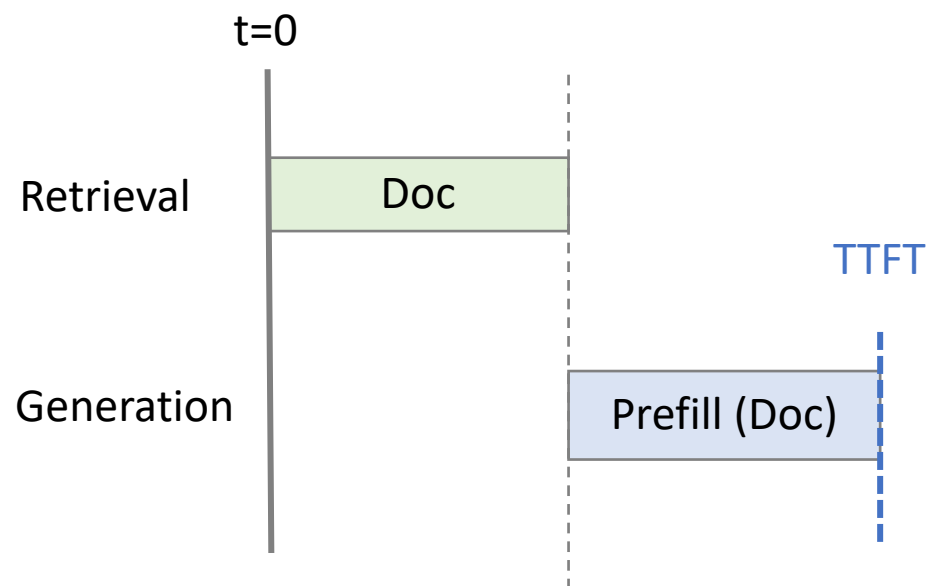 t=0
Retrieval
Doc
TTFT
Generation
Prefill (Doc)